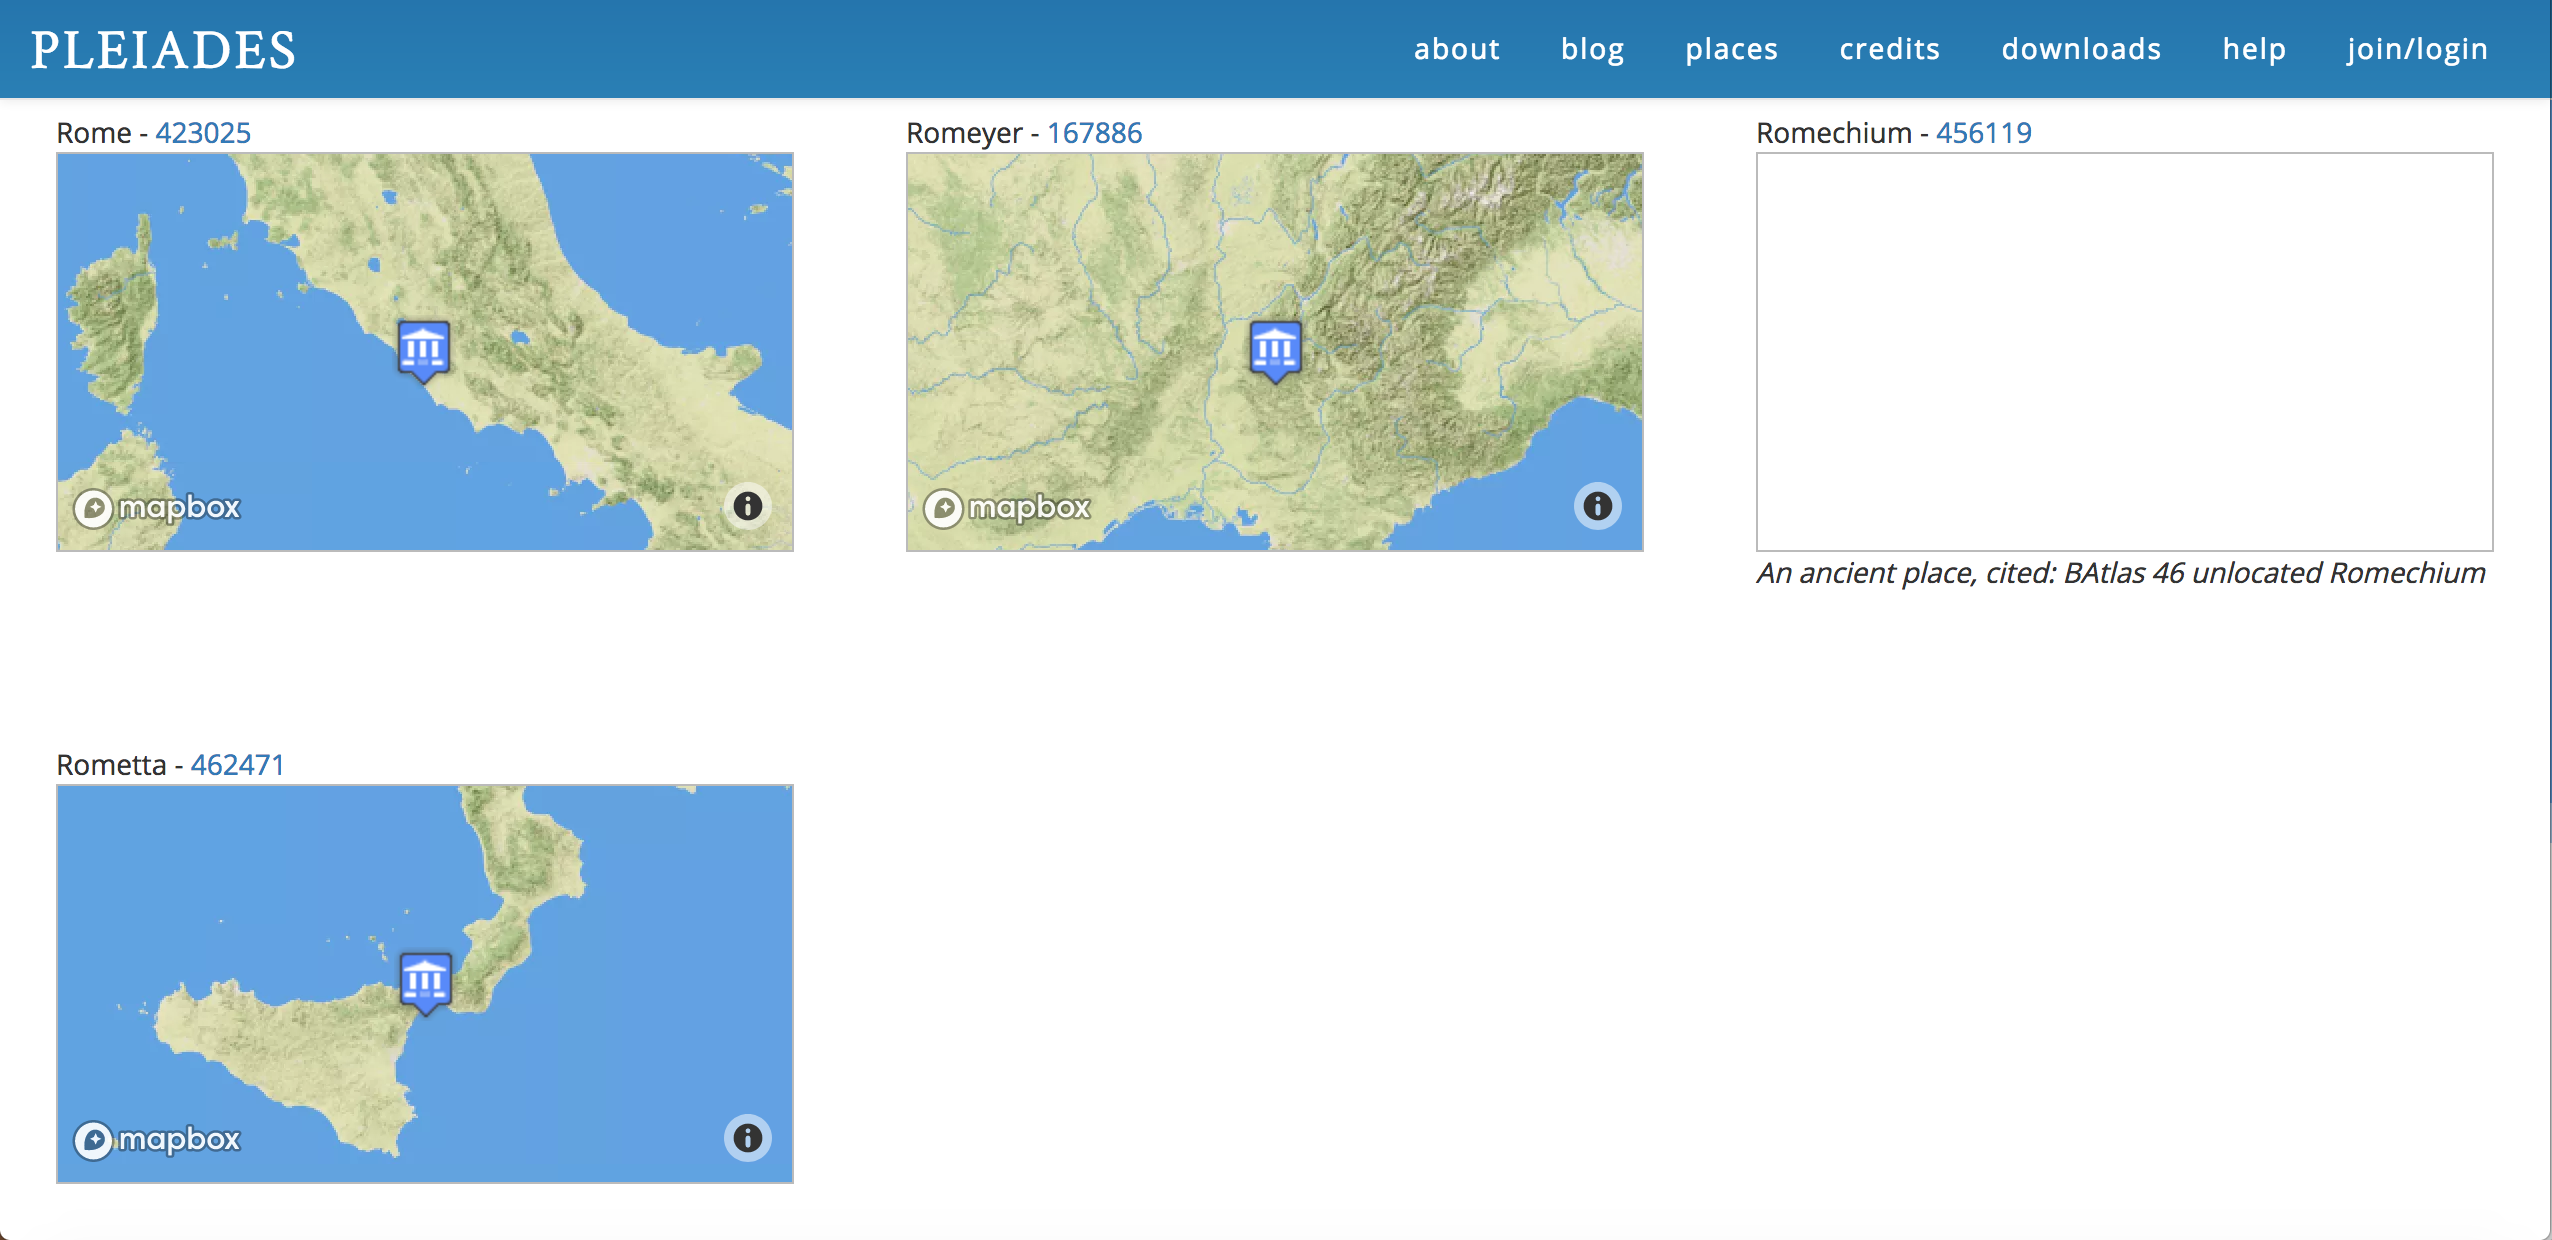 PLEIADES
about blog places credits downloads help join/login
Rome - 423025
Romeyer - 167886
Romechium - 456119
mapbox
mapbox
An ancient place, cited: BAtlas 46 unlocated Romechium
Rometta - 462471
mapbox